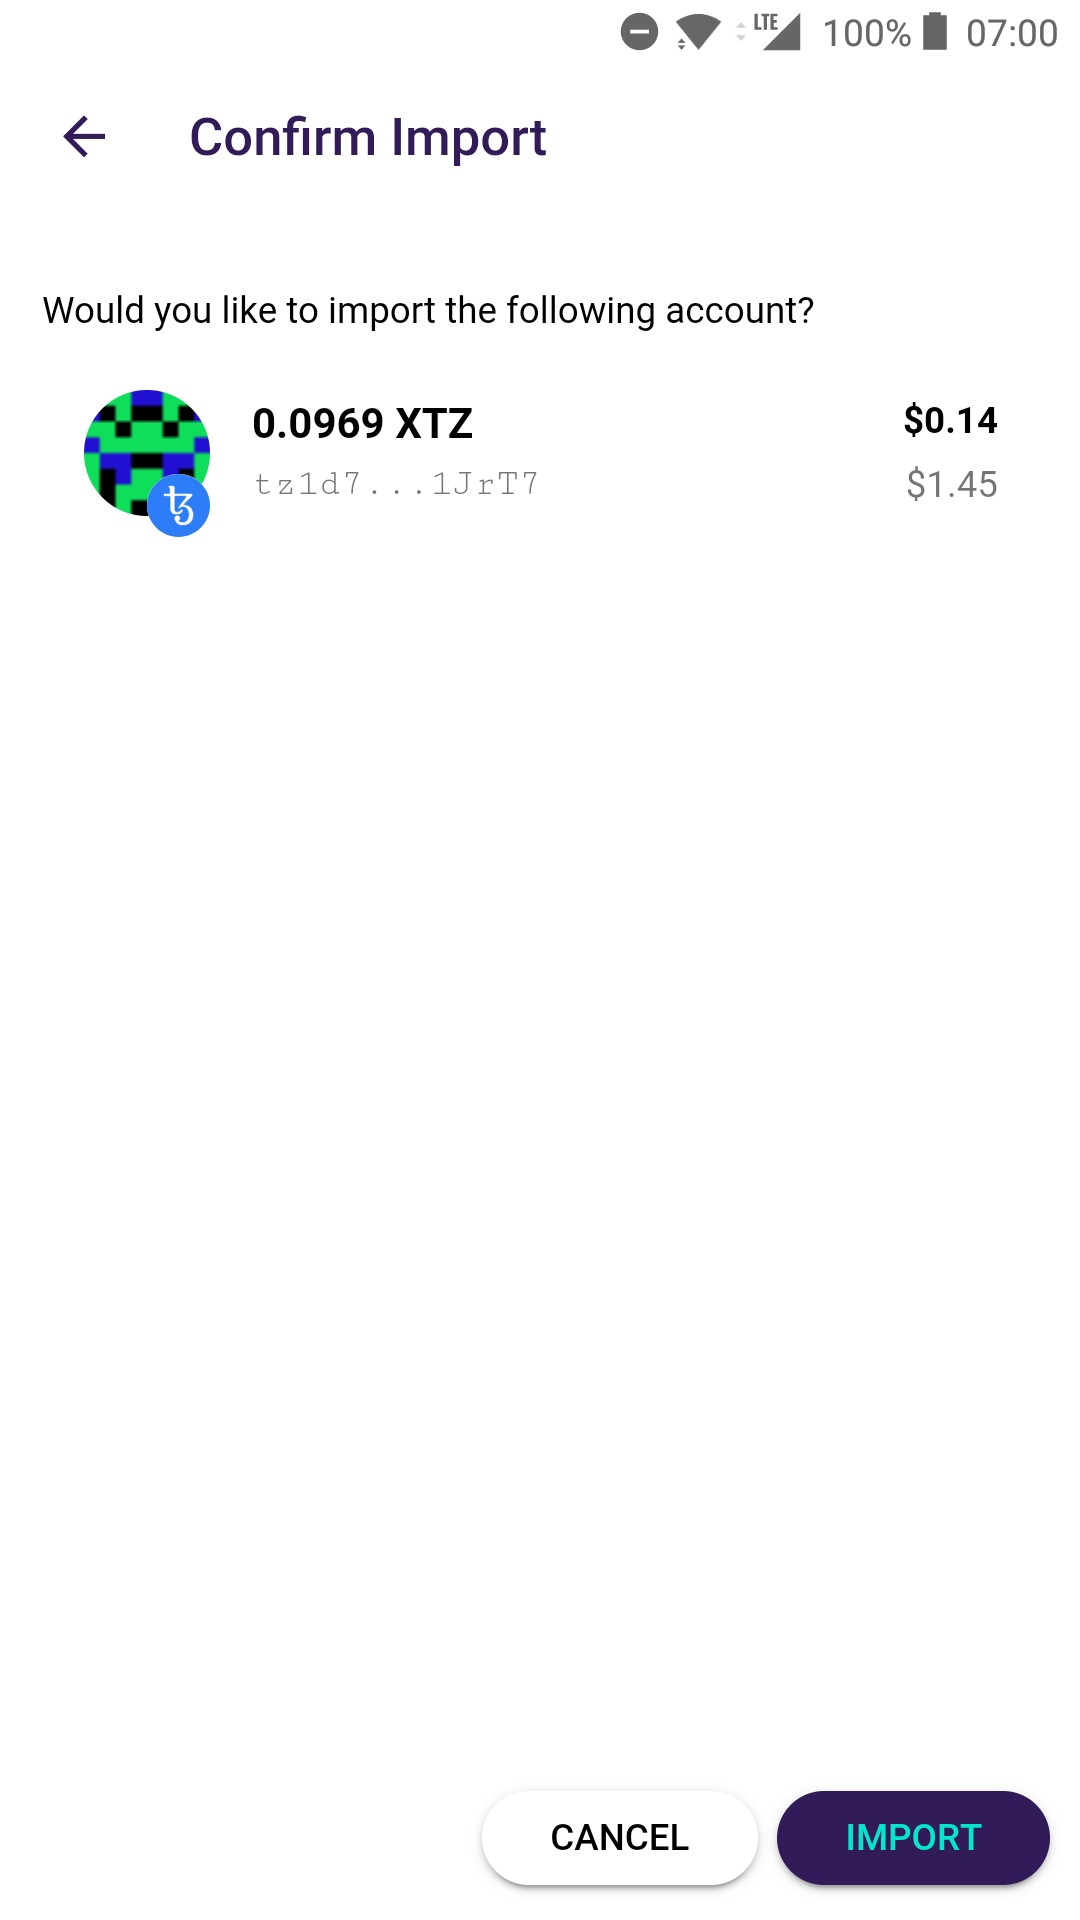 LTE 100% 07:00
Confirm Import
Would you like to import the following account?
0.0969 XTZ $0.14
tz1d7...1JrT7 $1.45
CANCEL IMPORT